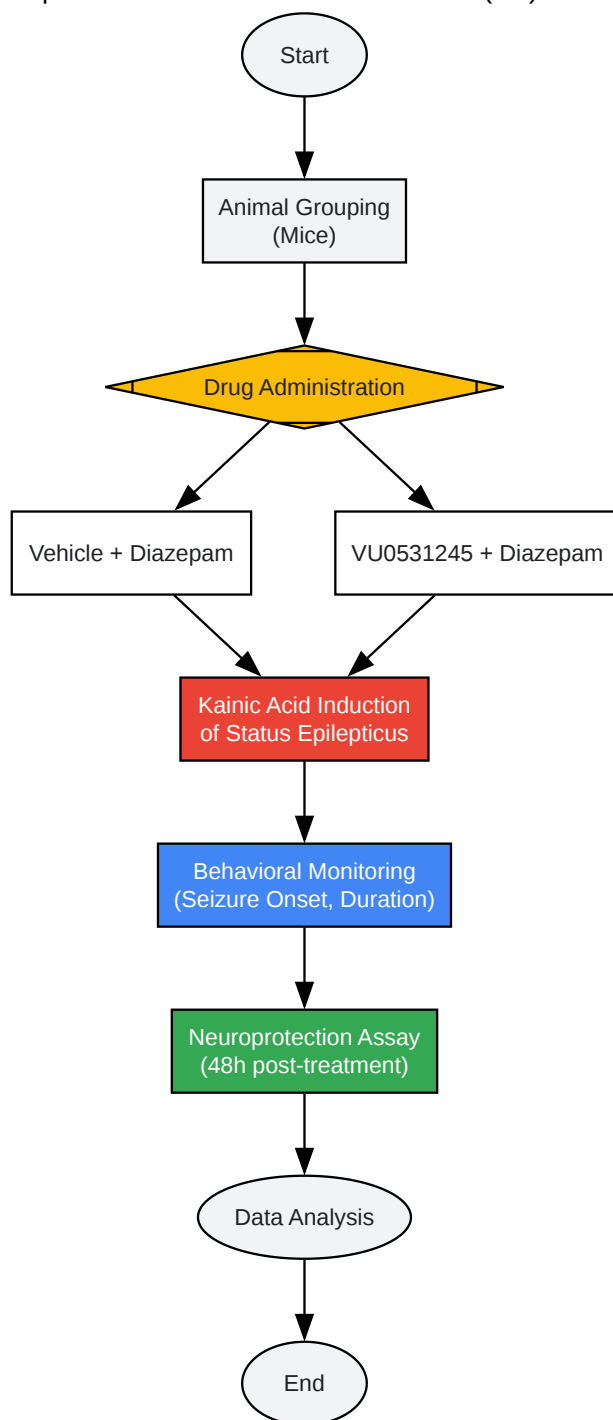 Start
Animal Grouping
(Mice)
Drug Administration
Vehicle + Diazepam
VU0531245 + Diazepam
Kainic Acid Induction
of Status Epilepticus
Behavioral Monitoring
(Seizure Onset, Duration)
Neuroprotection Assay
(48h post-treatment)
Data Analysis
End